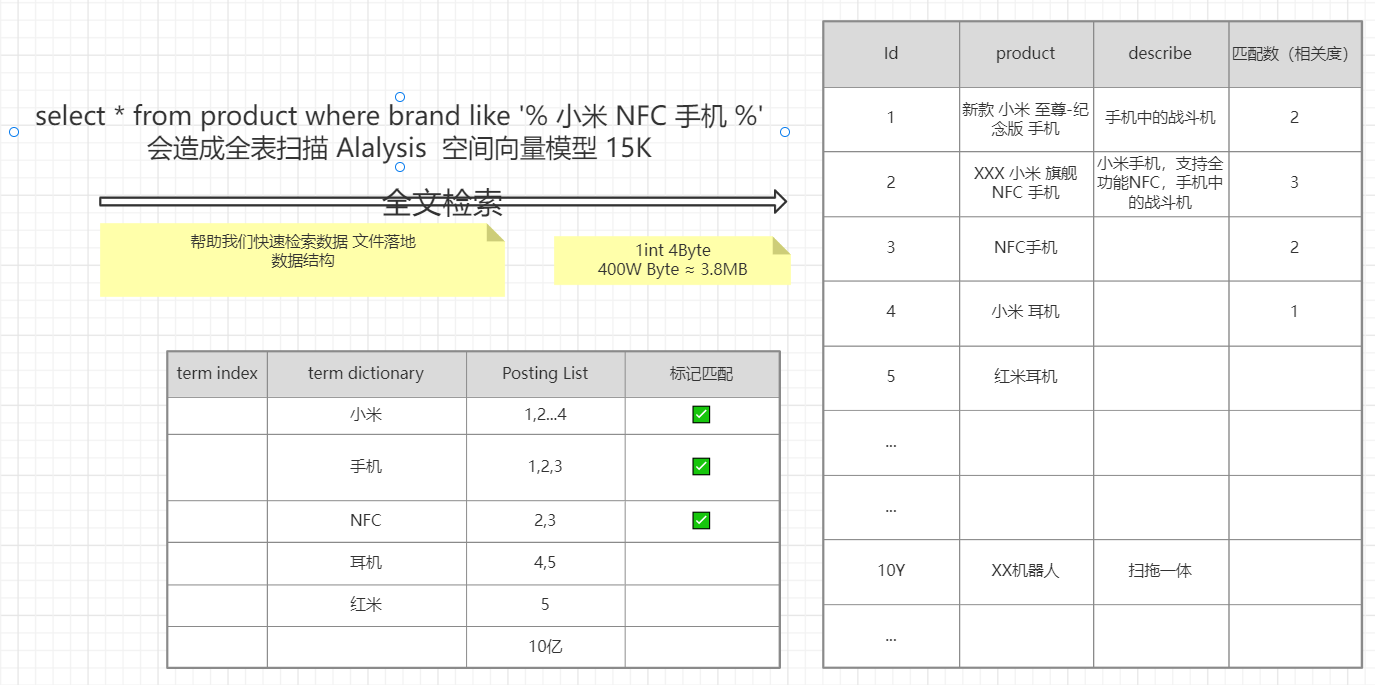 select * from product where brand like '% 小米 NFC 手机 %'
会造成全表扫描 Alalysis 空间向量模型 15K
全文检索
帮助我们快速检索数据 文件落地
数据结构
1int 4Byte
400W Byte ≈ 3.8MB
term index term dictionary Posting List 标记匹配
小米 1,2...4 ✅
手机 1,2,3 ✅
NFC 2,3 ✅
耳机 4,5
红米 5
10亿
Id product describe 匹配数（相关度）
1 新款 小米 至尊-纪 手机中的战斗机 2
念版 手机
2 XXX 小米 旗舰 小米手机，支持全 3
NFC 手机 功能NFC，手机中
的战斗机
3 NFC手机 2
4 小米 耳机 1
5 红米耳机
...
...
10Y XX机器人 扫拖一体
...